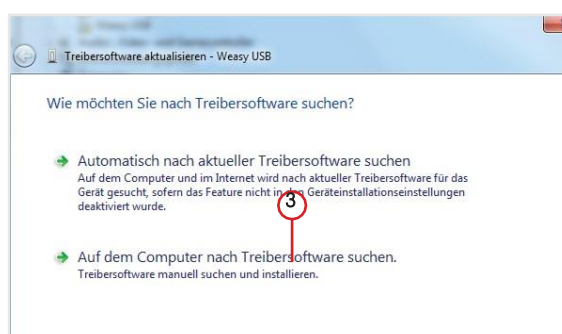 Weasy USB
Treibersoftware aktualisieren - Weasy USB
Wie möchten Sie nach Treibersoftware suchen?
Automatisch nach aktueller Treibersoftware suchen
Auf dem Computer und im Internet wird nach aktueller Treibersoftware für das
Gerät gesucht, sofern das Feature nicht in den Geräteinstallationseinstellungen
deaktiviert wurde.
3
Auf dem Computer nach Treibersoftware suchen.
Treibersoftware manuell suchen und installieren.